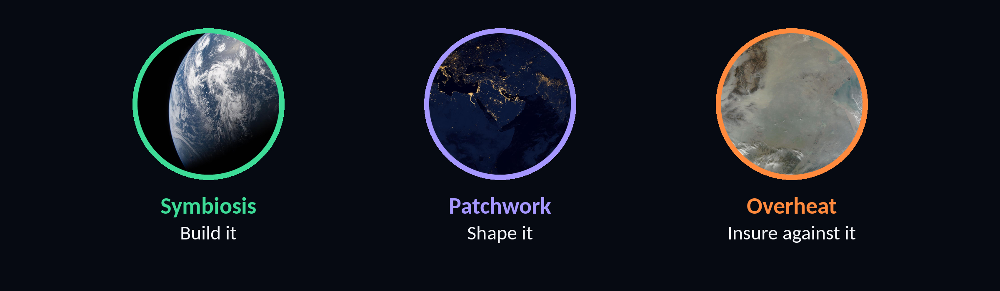 Symbiosis
Build it
Patchwork
Shape it
Overheat
Insure against it